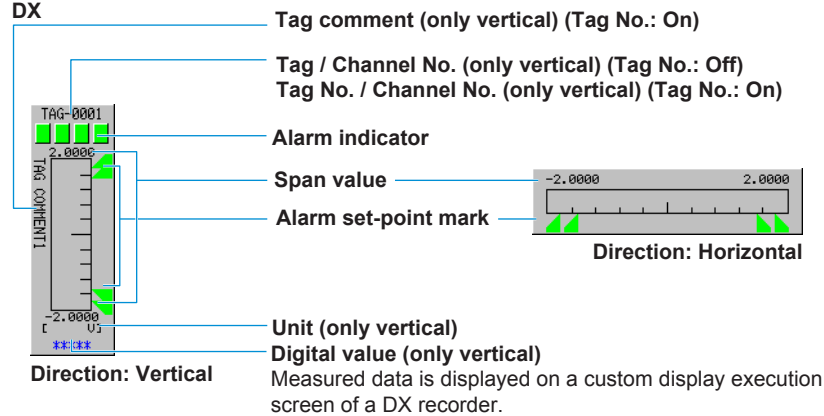 DX
Tag comment (only vertical) (Tag No.: On)
Tag / Channel No. (only vertical) (Tag No.: Off)
Tag No. / Channel No. (only vertical) (Tag No.: On)
TAG-0001
Alarm indicator
2.0000
TAG COMMENT1
Span value
-2.0000 2.0000
Alarm set-point mark
Direction: Horizontal
-2.0000
[ V]
Unit (only vertical)
*****
Digital value (only vertical)
Direction: Vertical
Measured data is displayed on a custom display execution
screen of a DX recorder.